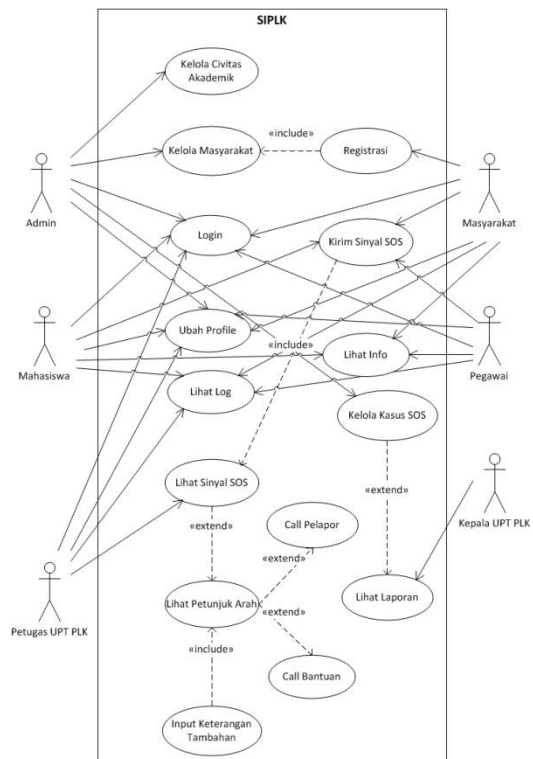 SIPLK
Kelola Civitas
Akademik
«include»
Kelola Masyarakat
Registrasi
Admin
Masyarakat
Login
Kirim Sinyal SOS
Ubah Profile
«include»
Lihat Info
Mahasiswa
Pegawai
Lihat Log
Kelola Kasus SOS
Lihat Sinyal SOS
«extend»
Kepala UPT PLK
«extend»
Call Pelapor
«extend»
Lihat Petunjuk Arah
«extend»
Lihat Laporan
Petugas UPT PLK
«include»
Call Bantuan
Input Keterangan
Tambahan